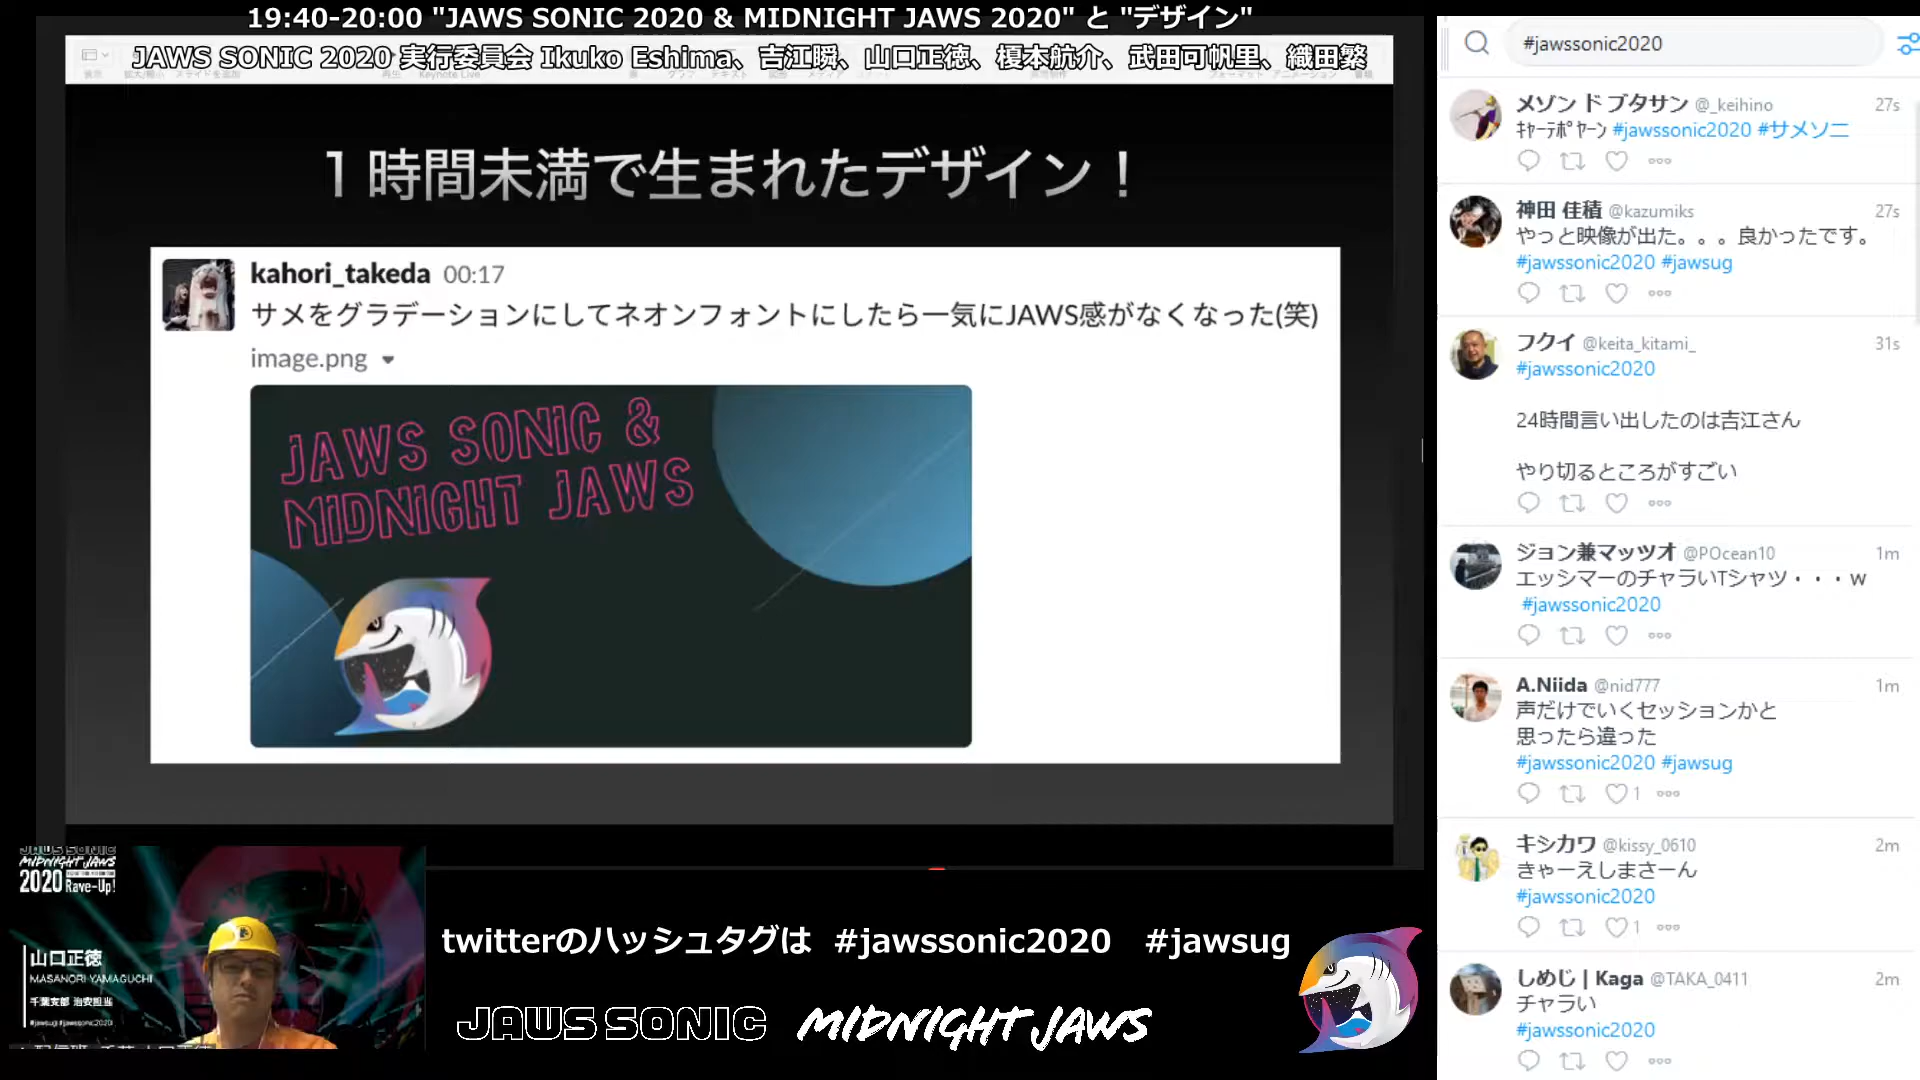 19:40-20:00 "JAWS SONIC 2020 & MIDNIGHT JAWS 2020" と "デザイン"
JAWS SONIC 2020 実行委員会 Ikuko Eshima、吉江瞬、山口正徳、榎本航介、武田可帆里、織田繁
１時間未満で生まれたデザイン！
kahori_takeda 00:17
サメをグラデーションにしてネオンフォントにしたら一気にJAWS感がなくなった(笑)
image.png
JAWS SONIC &
MIDNIGHT JAWS
JAWS SONIC
MIDNIGHT JAWS
2020 Rave-Up!
山口正徳
MASANORI YAMAGUCHI
千葉支部 治安担当
#jawsug #jawssonic2020
twitterのハッシュタグは #jawssonic2020 #jawsug
JAWS SONIC MIDNIGHT JAWS
#jawssonic2020
メゾン ド ブタサン @_keihino 27s
ｷｬｰﾃﾎﾟﾔｰﾝ #jawssonic2020 #サメソニ
神田 佳積 @kazumiks 27s
やっと映像が出た。。。良かったです。
#jawssonic2020 #jawsug
フクイ @keita_kitami_ 31s
#jawssonic2020
24時間言い出したのは吉江さん
やり切るところがすごい
ジョン兼マッツオ @POcean10 1m
エッシマーのチャラいTシャツ・・・w
#jawssonic2020
A.Niida @nid777 1m
声だけでいくセッションかと
思ったら違った
#jawssonic2020 #jawsug
1
キシカワ @kissy_0610 2m
きゃーえしまさーん
#jawssonic2020
1
しめじ | Kaga @TAKA_0411 2m
チャラい
#jawssonic2020